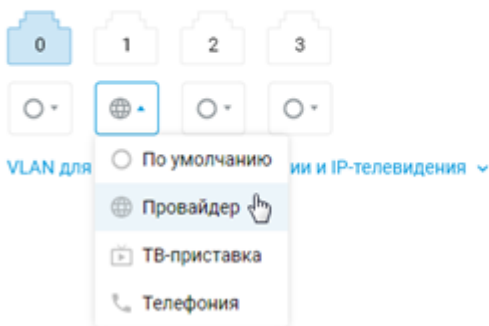 0 1 2 3
По умолчанию
VLAN для ии и IP-телевидения
Провайдер
ТВ-приставка
Телефония